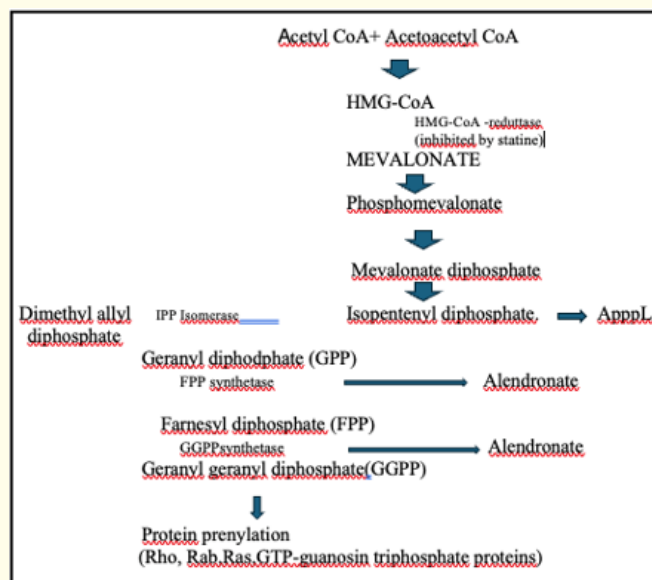 Acetyl CoA+ Acetoacetyl CoA
HMG-CoA
HMG-CoA -reduttase
(inhibited by statine)
MEVALONATE
Phosphomevalonate
Mevalonate diphosphate
Dimethyl allyl
diphosphate
IPP Isomerase
Isopentenyl diphosphate.
ApppL
Geranyl diphodphate (GPP)
FPP synthetase
Alendronate
Farnesyl diphosphate (FPP)
GGPPsynthetase
Alendronate
Geranyl geranyl diphosphate(GGPP)
Protein prenylation
(Rho, Rab,Ras,GTP-guanosin triphosphate proteins)